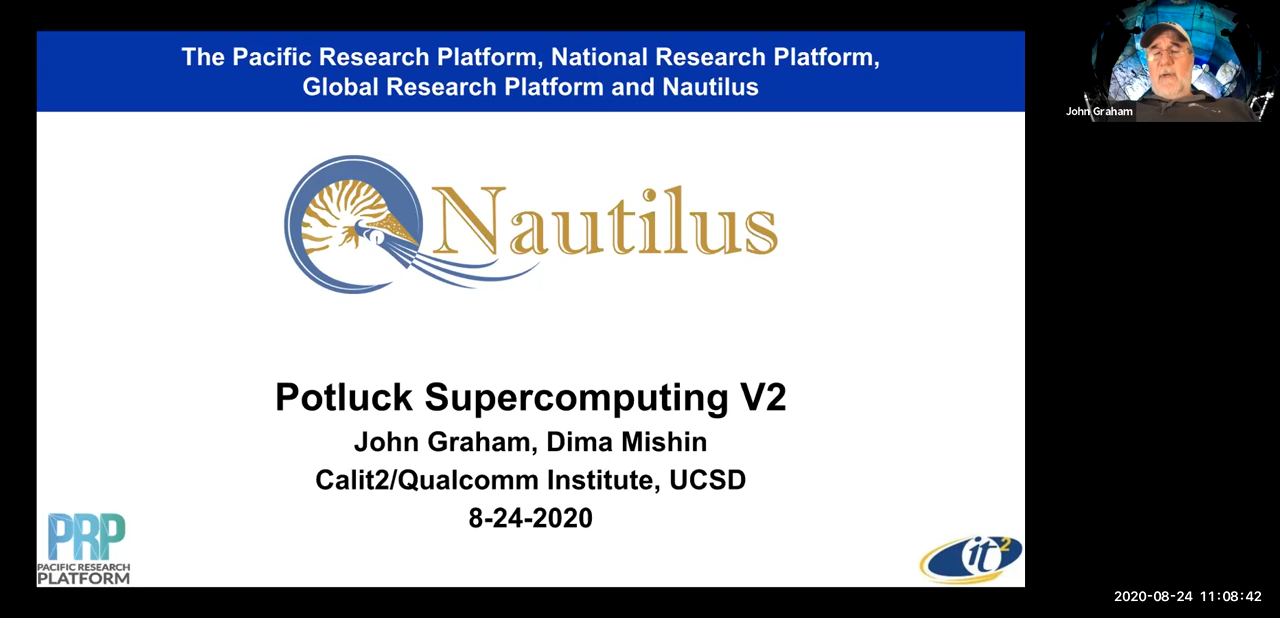 The Pacific Research Platform, National Research Platform,
Global Research Platform and Nautilus
John Graham
Nautilus
Potluck Supercomputing V2
John Graham, Dima Mishin
Calit2/Qualcomm Institute, UCSD
8-24-2020
PRP
PACIFIC RESEARCH
PLATFORM
it2
2020-08-24 11:08:42